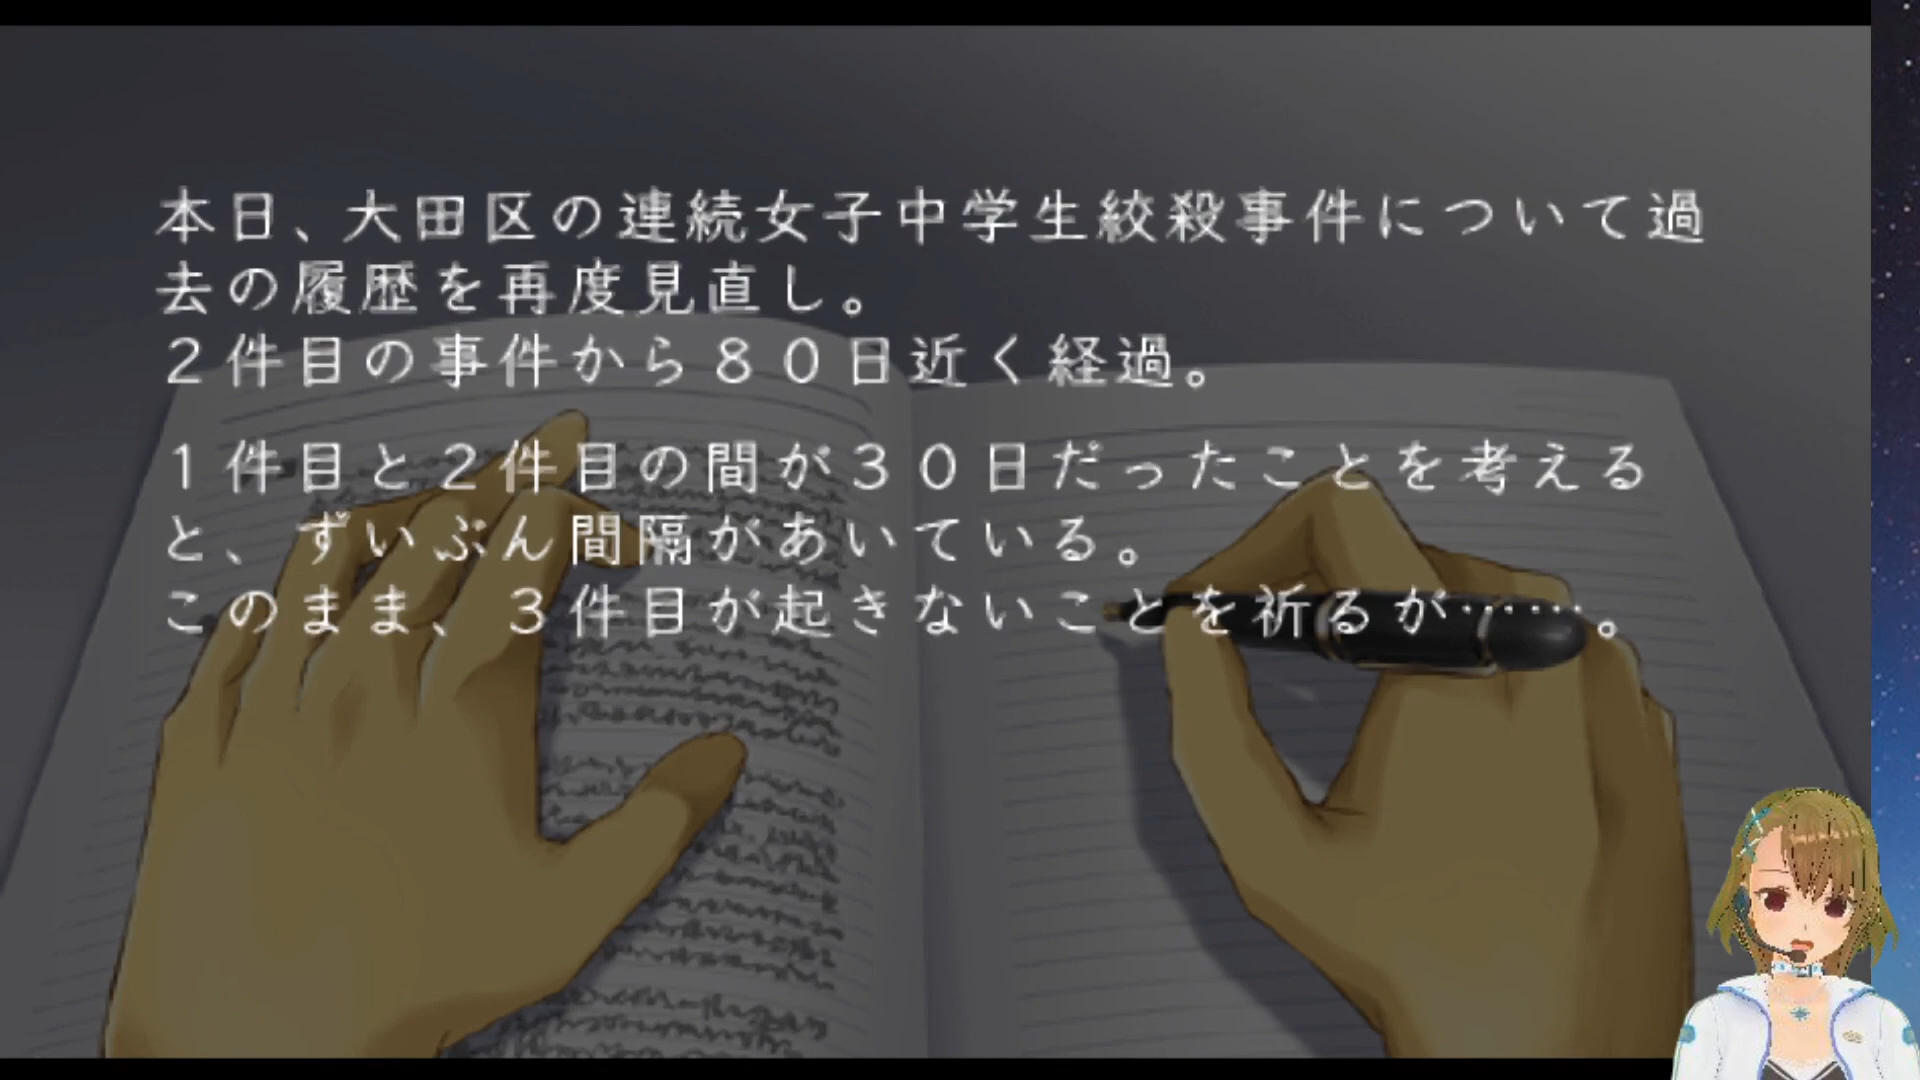 本日、大田区の連続女子中学生絞殺事件について過
去の履歴を再度見直し。
２件目の事件から８０日近く経過。
１件目と２件目の間が３０日だったことを考える
と、ずいぶん間隔があいている。
このまま、３件目が起きないことを祈るが……。